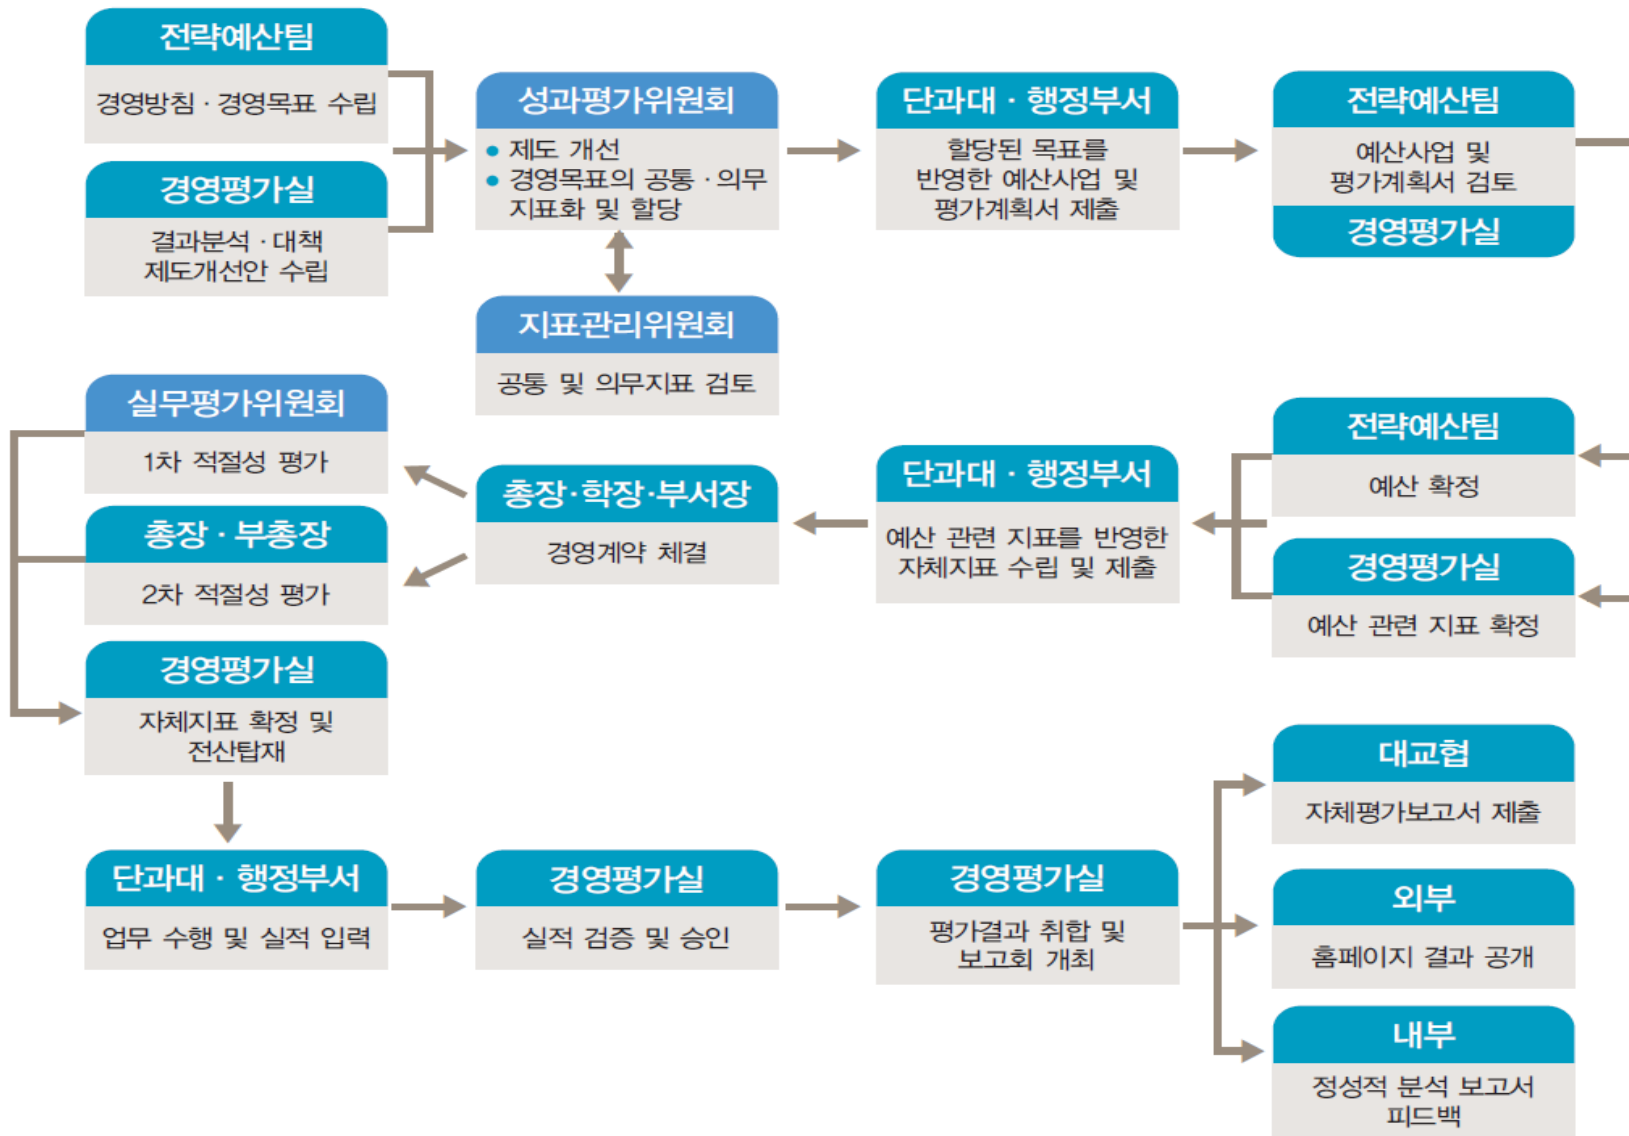 전략예산팀
경영방침 · 경영목표 수립
경영평가실
결과분석 · 대책
제도개선안 수립
성과평가위원회
● 제도 개선
● 경영목표의 공통 · 의무
지표화 및 할당
지표관리위원회
공통 및 의무지표 검토
단과대 · 행정부서
할당된 목표를
반영한 예산사업 및
평가계획서 제출
전략예산팀
예산사업 및
평가계획서 검토
경영평가실
전략예산팀
예산 확정
경영평가실
예산 관련 지표 확정
단과대 · 행정부서
예산 관련 지표를 반영한
자체지표 수립 및 제출
총장·학장·부서장
경영계약 체결
실무평가위원회
1차 적절성 평가
총장 · 부총장
2차 적절성 평가
경영평가실
자체지표 확정 및
전산탑재
단과대 · 행정부서
업무 수행 및 실적 입력
경영평가실
실적 검증 및 승인
경영평가실
평가결과 취합 및
보고회 개최
대교협
자체평가보고서 제출
외부
홈페이지 결과 공개
내부
정성적 분석 보고서
피드백